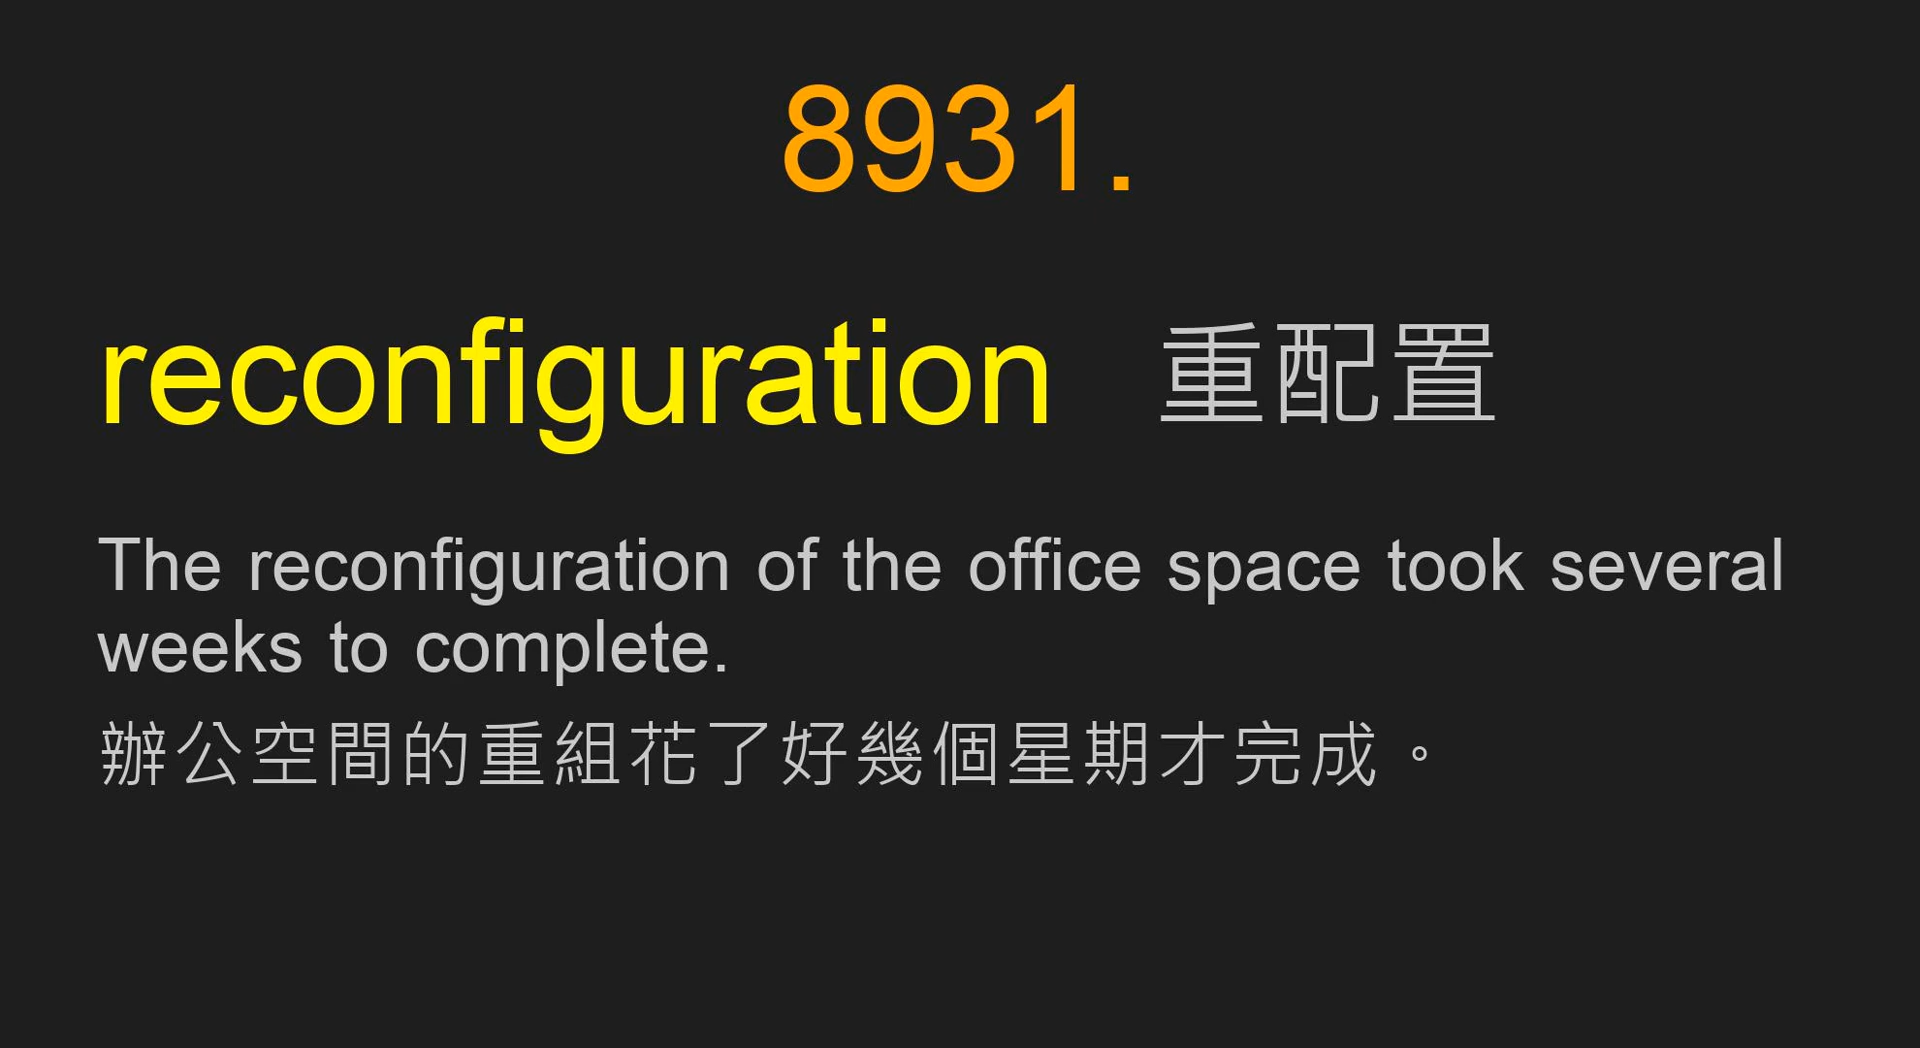 8931.
reconfiguration 重配置
The reconfiguration of the office space took several
weeks to complete.
辦公空間的重組花了好幾個星期才完成。